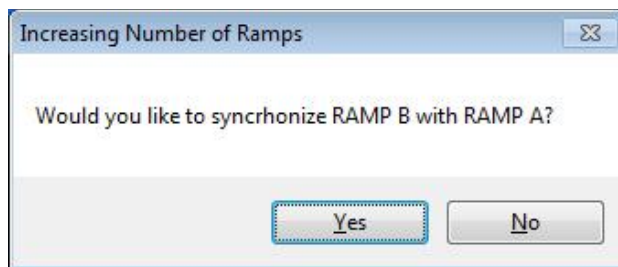 Increasing Number of Ramps
Would you like to syncrhonize RAMP B with RAMP A?
Yes No